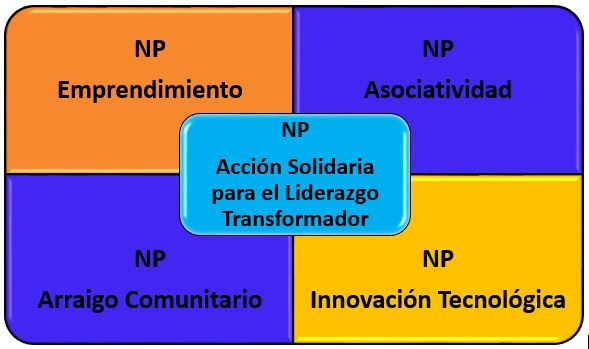 NP
Emprendimiento
NP
Asociatividad
NP
Acción Solidaria
para el Liderazgo
Transformador
NP
Arraigo Comunitario
NP
Innovación Tecnológica